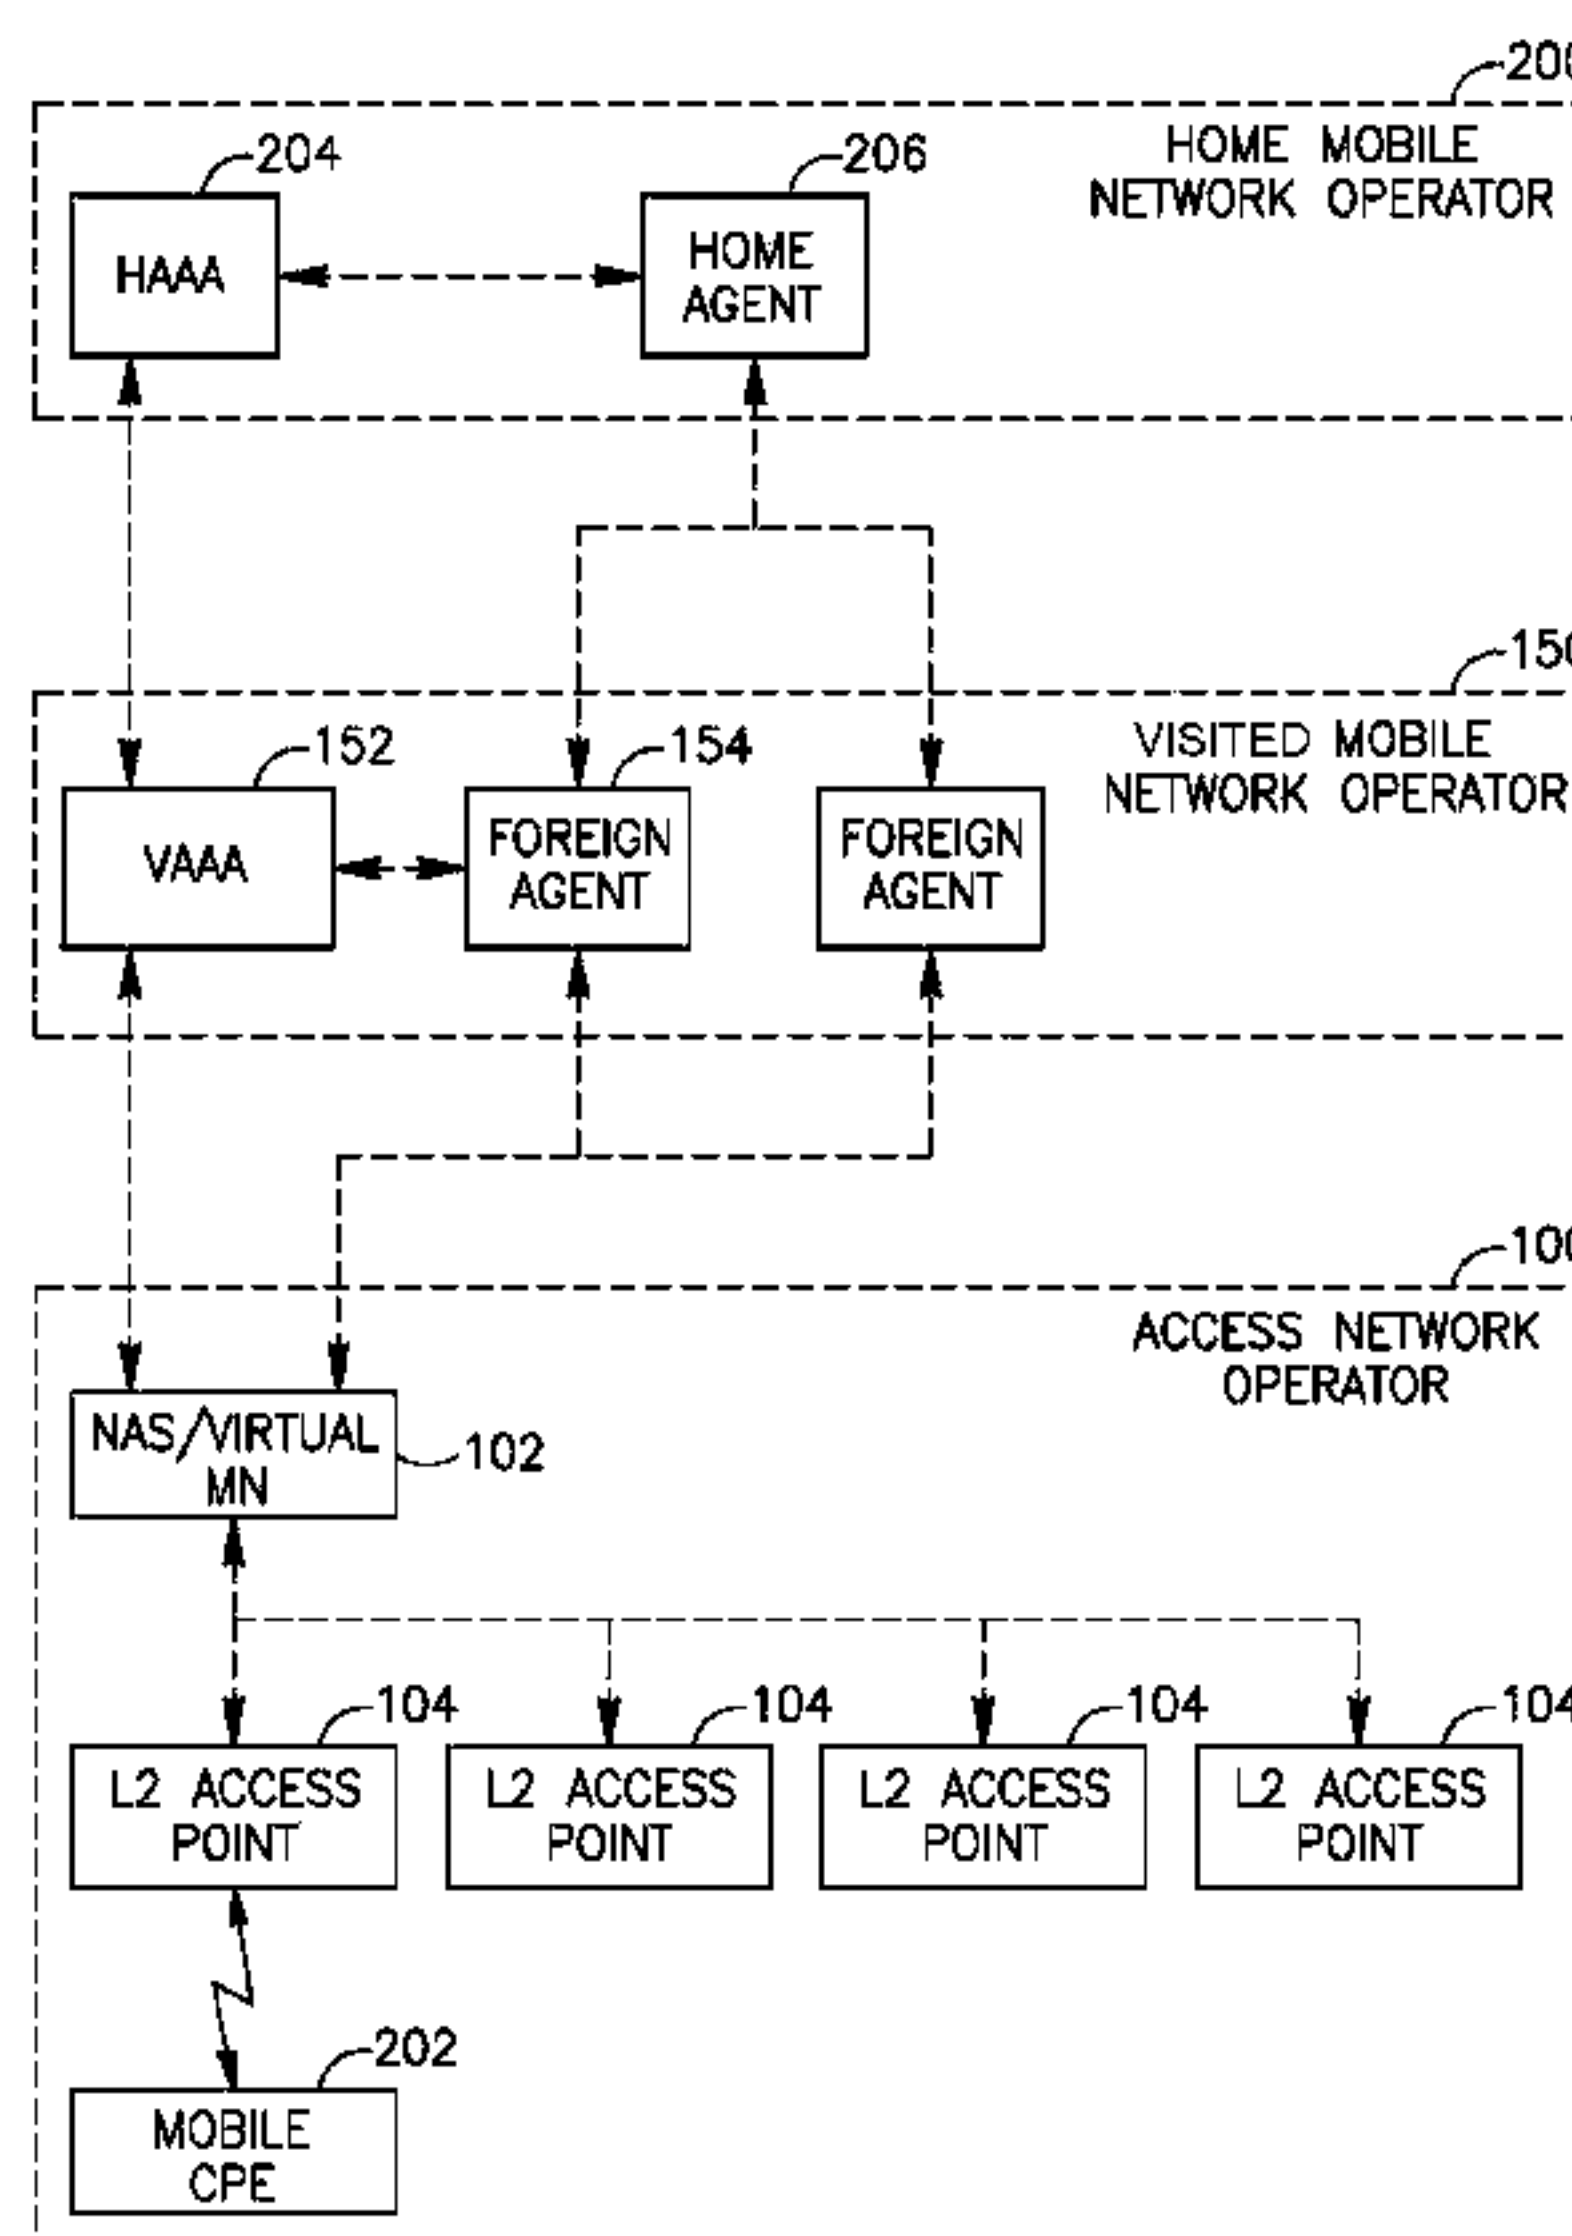 200
HOME MOBILE
NETWORK OPERATOR
204
206
HAAA
HOME
AGENT
150
VISITED MOBILE
NETWORK OPERATOR
152
154
VAAA
FOREIGN
AGENT
FOREIGN
AGENT
100
ACCESS NETWORK
OPERATOR
NAS/VIRTUAL
MN
102
104
104
104
104
L2 ACCESS
POINT
L2 ACCESS
POINT
L2 ACCESS
POINT
L2 ACCESS
POINT
202
MOBILE
CPE